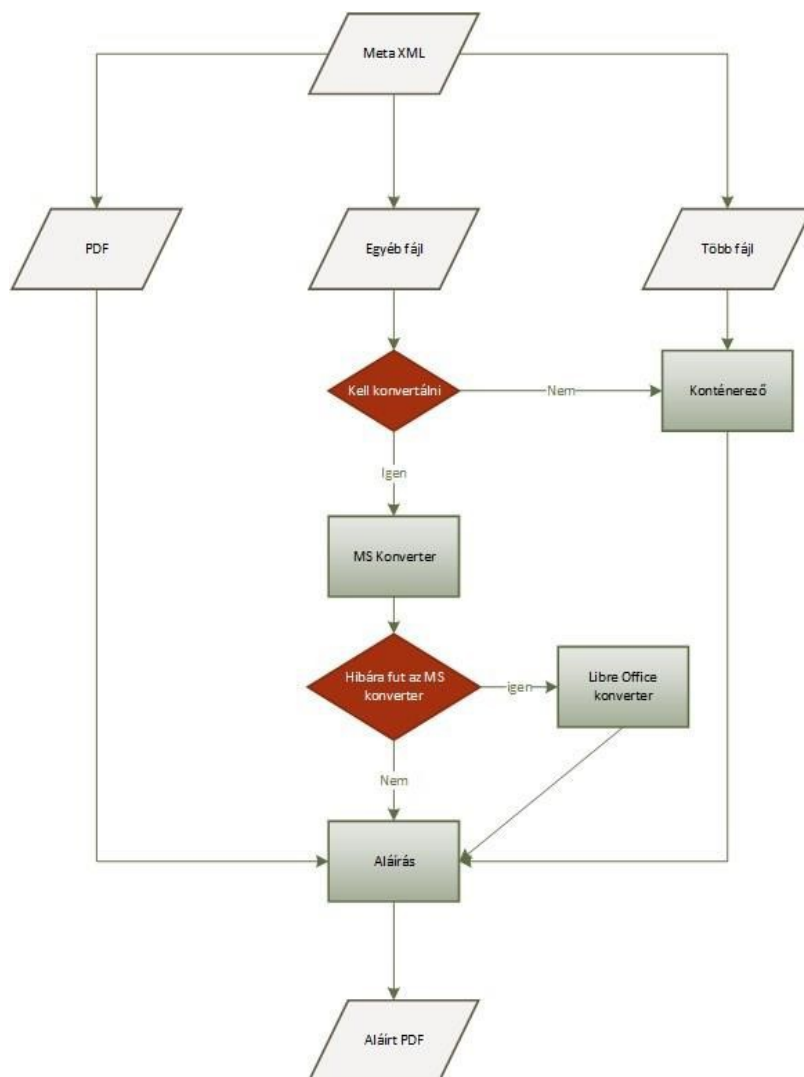 Meta XML
PDF
Egyéb fájl
Több fájl
Kell konvertálni
Nem
Konténerező
Igen
MS Konverter
Hibára fut az MS
konverter
igen
Libre Office
konverter
Nem
Aláírás
Aláírt PDF